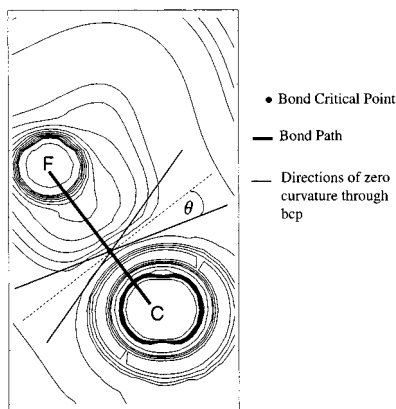 F
θ
C
Bond Critical Point
Bond Path
Directions of zero
curvature through
bcp